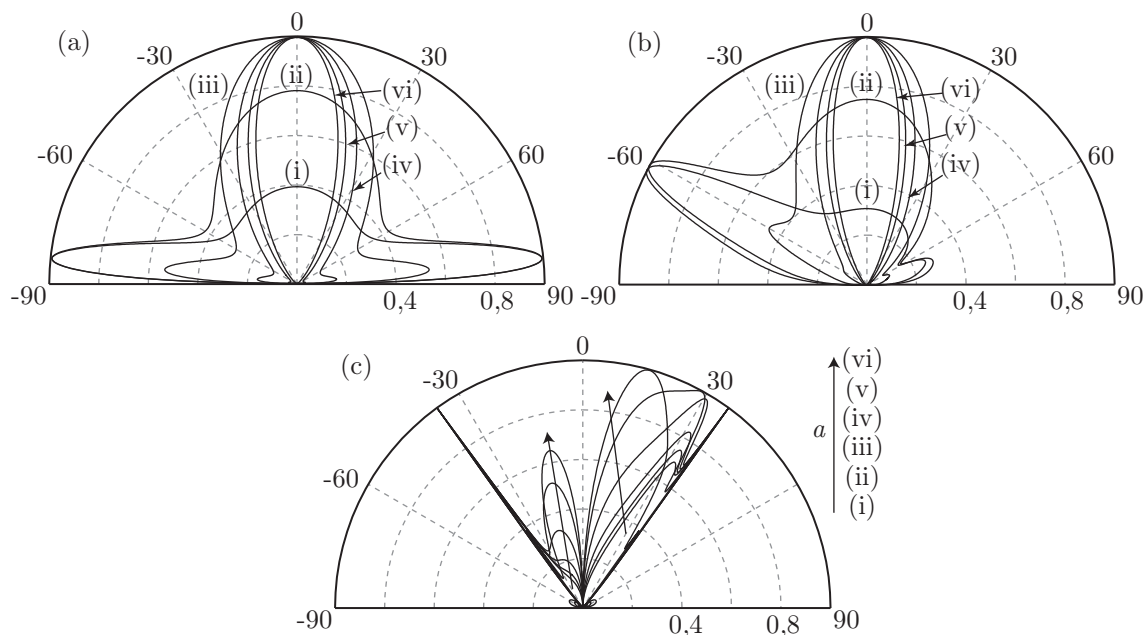 (a)
0
-30
30
(iii)
(ii)
(vi)
(v)
(iv)
(i)
-60
60
-90
0,4
0,8
90
(b)
0
-30
30
(iii)
(ii)
(vi)
(v)
(iv)
(i)
-60
60
-90
0,4
0,8
90
(c)
0
-30
30
-60
60
-90
0,4
0,8
90
a
(vi)
(v)
(iv)
(iii)
(ii)
(i)